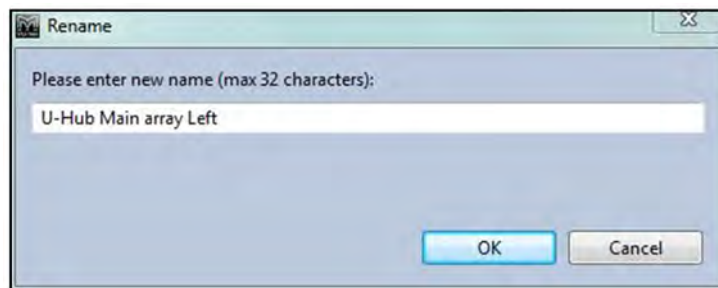 Rename
Please enter new name (max 32 characters):
U-Hub Main array Left
OK
Cancel